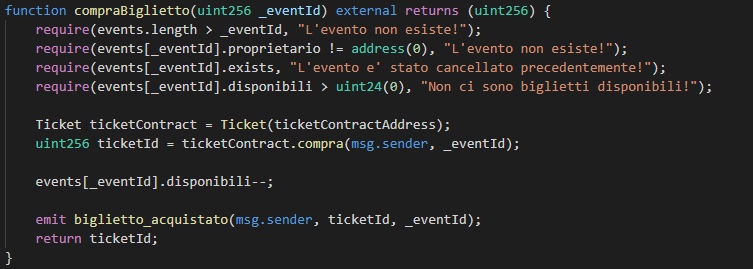 function compraBiglietto(uint256 _eventId) external returns (uint256) {
    require(events.length > _eventId, "L'evento non esiste!");
    require(events[_eventId].proprietario != address(0), "L'evento non esiste!");
    require(events[_eventId].exists, "L'evento e' stato cancellato precedentemente!");
    require(events[_eventId].disponibili > uint24(0), "Non ci sono biglietti disponibili!");

    Ticket ticketContract = Ticket(ticketContractAddress);
    uint256 ticketId = ticketContract.compra(msg.sender, _eventId);

    events[_eventId].disponibili--;

    emit biglietto_acquistato(msg.sender, ticketId, _eventId);
    return ticketId;
}